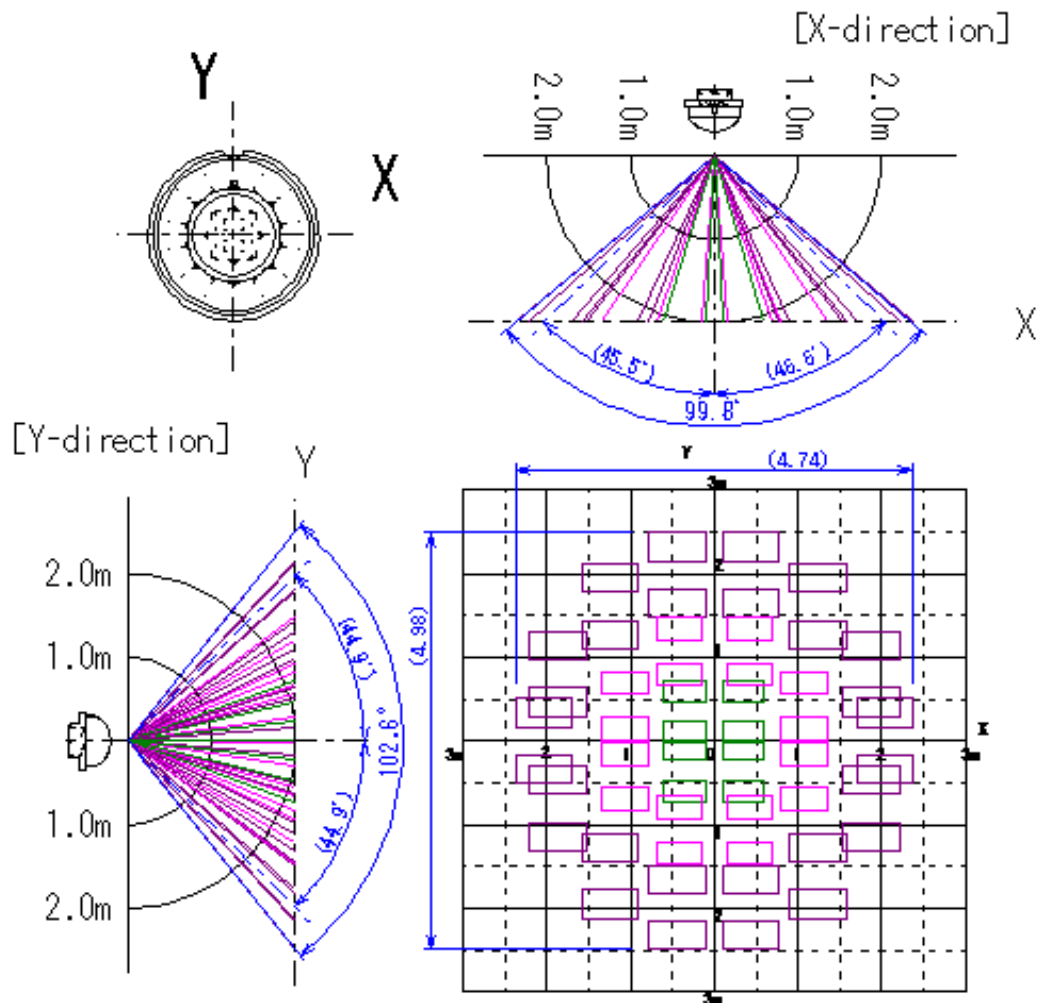 [X-direction]
Y
X
2.0m
1.0m
1.0m
2.0m
X
(45.5°)
(46.6°)
99.8°
[Y-direction]
Y
2.0m
1.0m
1.0m
2.0m
(44.9°)
102.6°
(44.9°)
Y
(4.74)
3m
(4.98)
2
1
X
3m
2
1
0
1
2
3m
1
2
3m